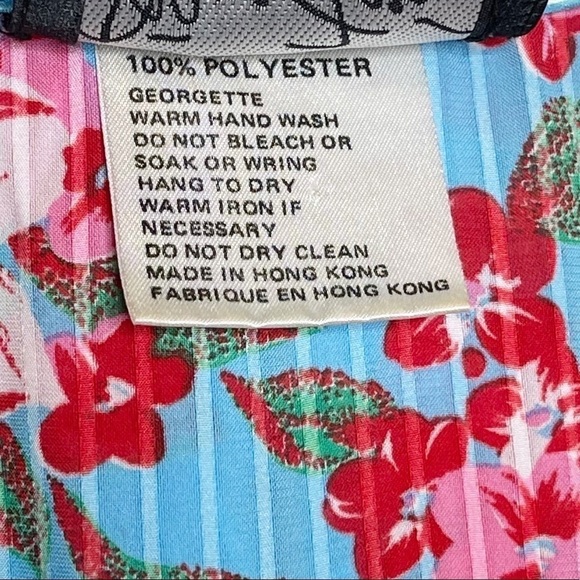 100% POLYESTER
GEORGETTE
WARM HAND WASH
DO NOT BLEACH OR
SOAK OR WRING
HANG TO DRY
WARM IRON IF
NECESSARY
DO NOT DRY CLEAN
MADE IN HONG KONG
FABRIQUE EN HONG KONG